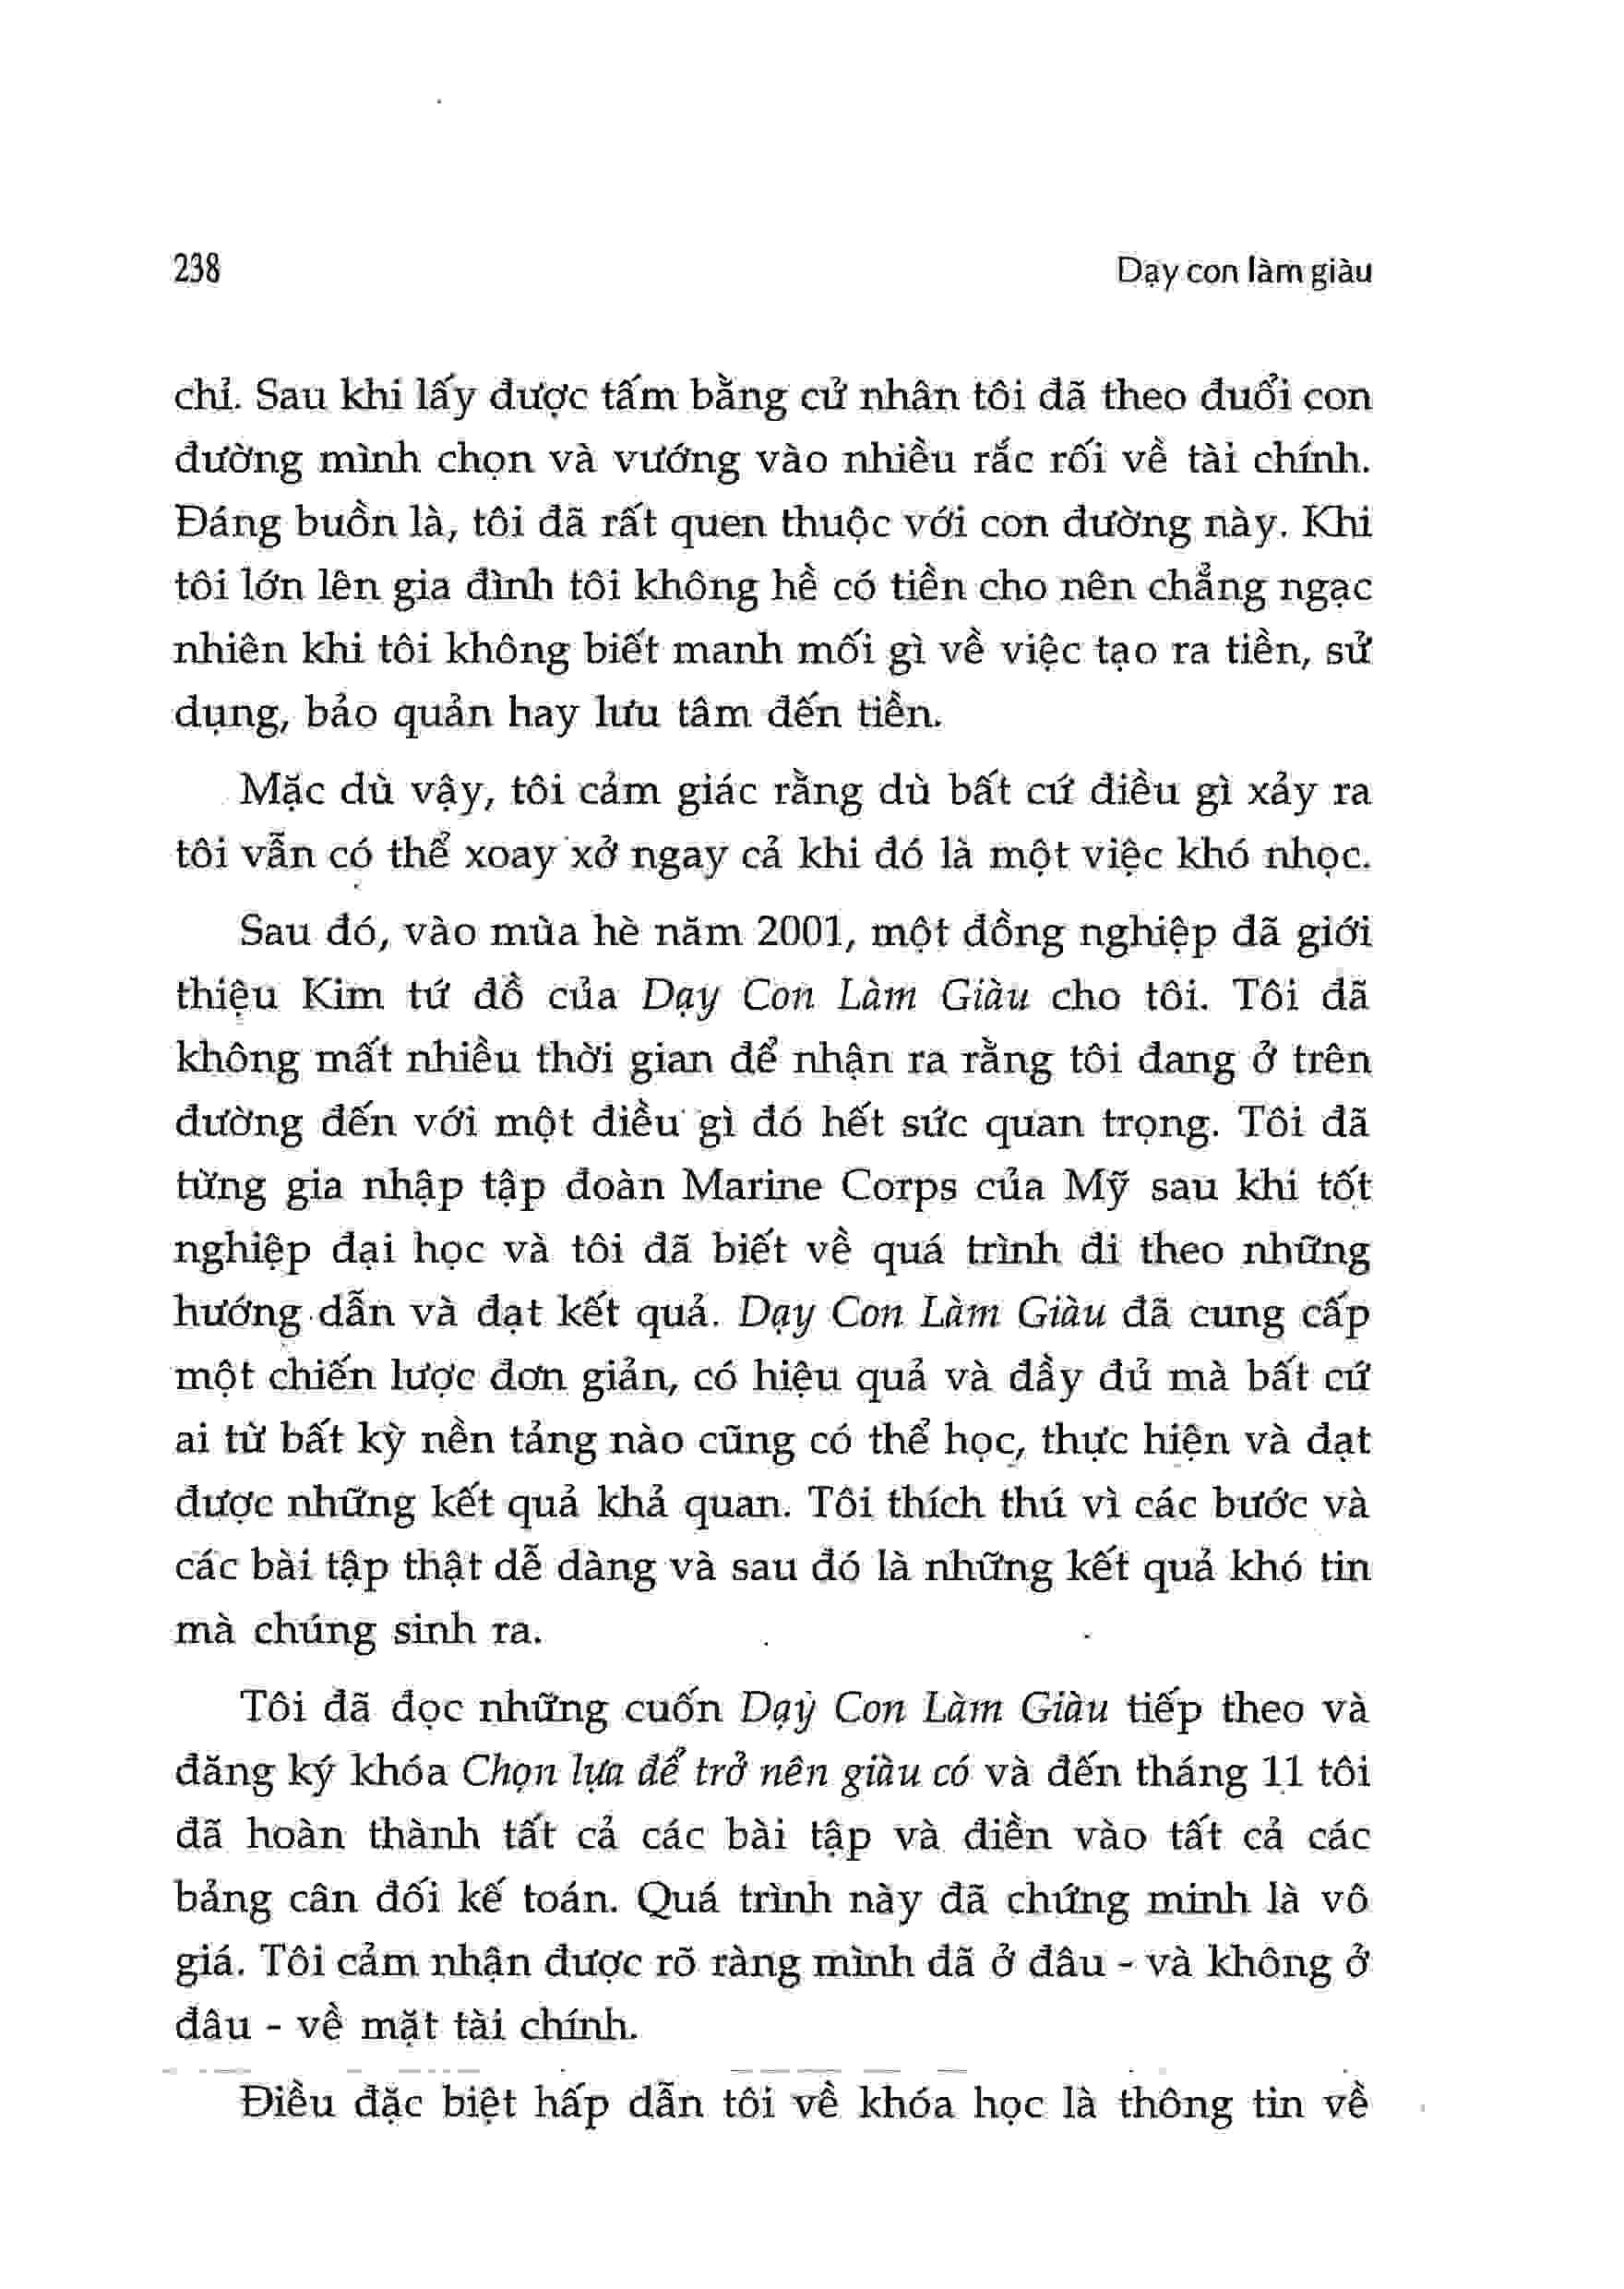 238
Dạy con làm giàu
chỉ. Sau khi lấy được tấm bằng cử nhân tôi đã theo đuổi con
đường mình chọn và vướng vào nhiều rắc rối về tài chính.
Đáng buồn là, tôi đã rất quen thuộc với con đường này. Khi
tôi lớn lên gia đình tôi không hề có tiền cho nên chẳng ngạc
nhiên khi tôi không biết manh mối gì về việc tạo ra tiền, sử
dụng, bảo quản hay lưu tâm đến tiền.
Mặc dù vậy, tôi cảm giác rằng dù bất cứ điều gì xảy ra
tôi vẫn có thể xoay xở ngay cả khi đó là một việc khó nhọc.
Sau đó, vào mùa hè năm 2001, một đồng nghiệp đã giới
thiệu Kim tứ đồ của Dạy Con Làm Giàu cho tôi. Tôi đã
không mất nhiều thời gian để nhận ra rằng tôi đang ở trên
đường đến với một điều gì đó hết sức quan trọng. Tôi đã
từng gia nhập tập đoàn Marine Corps của Mỹ sau khi tốt
nghiệp đại học và tôi đã biết về quá trình đi theo những
hướng dẫn và đạt kết quả. Dạy Con Làm Giàu đã cung cấp
một chiến lược đơn giản, có hiệu quả và đầy đủ mà bất cứ
ai từ bất kỳ nền tảng nào cũng có thể học, thực hiện và đạt
được những kết quả khả quan. Tôi thích thú vì các bước và
các bài tập thật dễ dàng và sau đó là những kết quả khó tin
mà chúng sinh ra.
Tôi đã đọc những cuốn Dạy Con Làm Giàu tiếp theo và
đăng ký khóa Chọn lựa để trở nên giàu có và đến tháng 11 tôi
đã hoàn thành tất cả các bài tập và điền vào tất cả các
bảng cân đối kế toán. Quá trình này đã chứng minh là vô
giá. Tôi cảm nhận được rõ ràng mình đã ở đâu - và không ở
đâu - về mặt tài chính.
Điều đặc biệt hấp dẫn tôi về khóa học là thông tin về